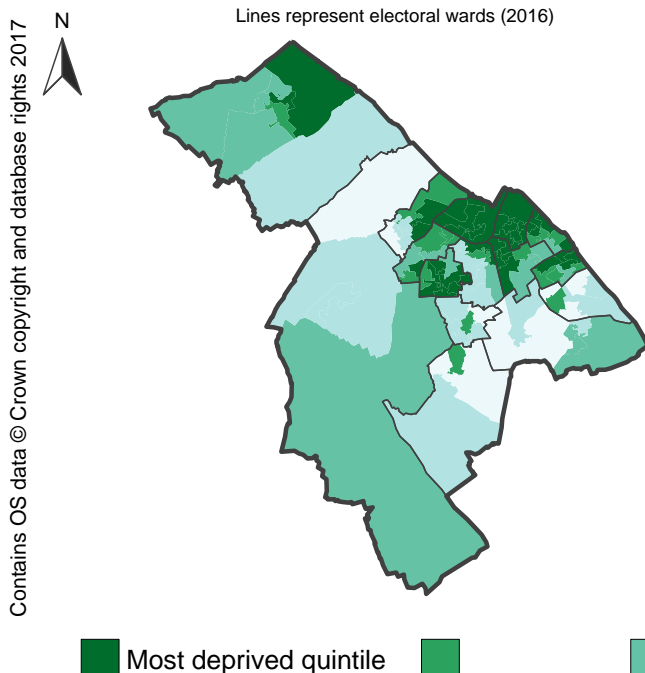 Lines represent electoral wards (2016)
N
Contains OS data © Crown copyright and database rights 2017
Most deprived quintile